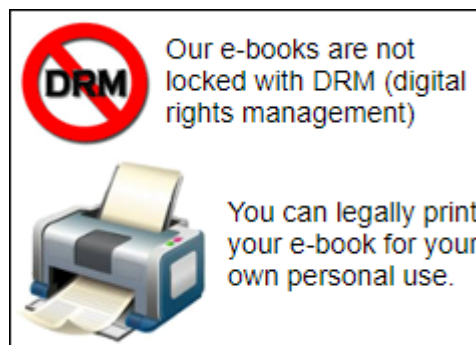 DRM
Our e-books are not
locked with DRM (digital
rights management)
You can legally print
your e-book for your
own personal use.